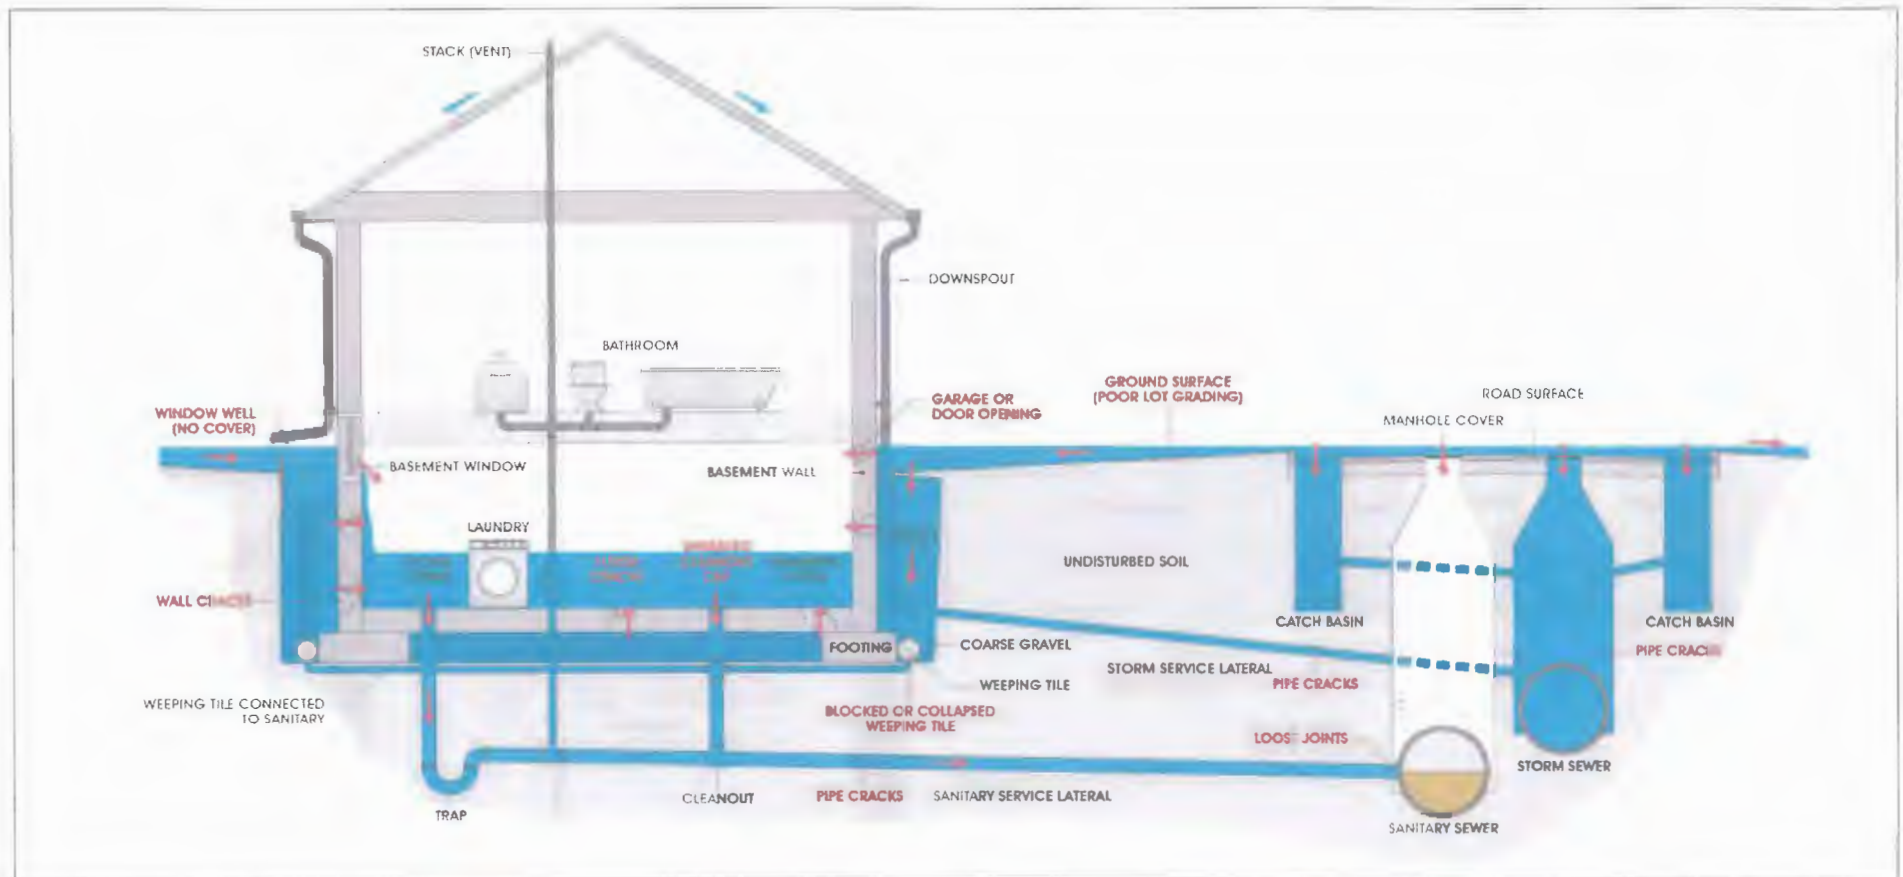 STACK (VENT)
DOWNSPOUT
BATHROOM
WINDOW WELL
(NO COVER)
GARAGE OR
DOOR OPENING
GROUND SURFACE
(POOR LOT GRADING)
ROAD SURFACE
MANHOLE COVER
BASEMENT WINDOW
BASEMENT WALL
LAUNDRY
UNDISTURBED SOIL
WALL CRACKS
CATCH BASIN
CATCH BASIN
FOOTING
COARSE GRAVEL
PIPE CRACKS
STORM SERVICE LATERAL
WEEPING TILE
PIPE CRACKS
WEEPING TILE CONNECTED
TO SANITARY
BLOCKED OR COLLAPSED
WEEPING TILE
LOOSE JOINTS
STORM SEWER
CLEANOUT
PIPE CRACKS
SANITARY SERVICE LATERAL
TRAP
SANITARY SEWER